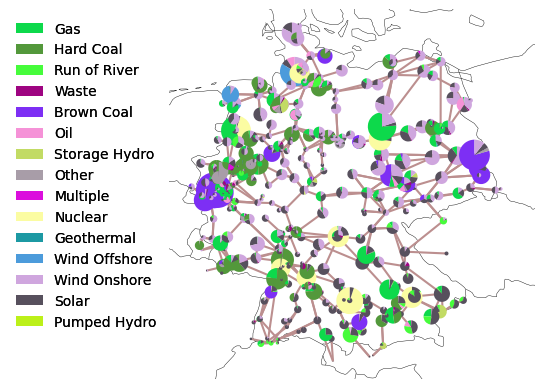 Gas
Hard Coal
Run of River
Waste
Brown Coal
Oil
Storage Hydro
Other
Multiple
Nuclear
Geothermal
Wind Offshore
Wind Onshore
Solar
Pumped Hydro